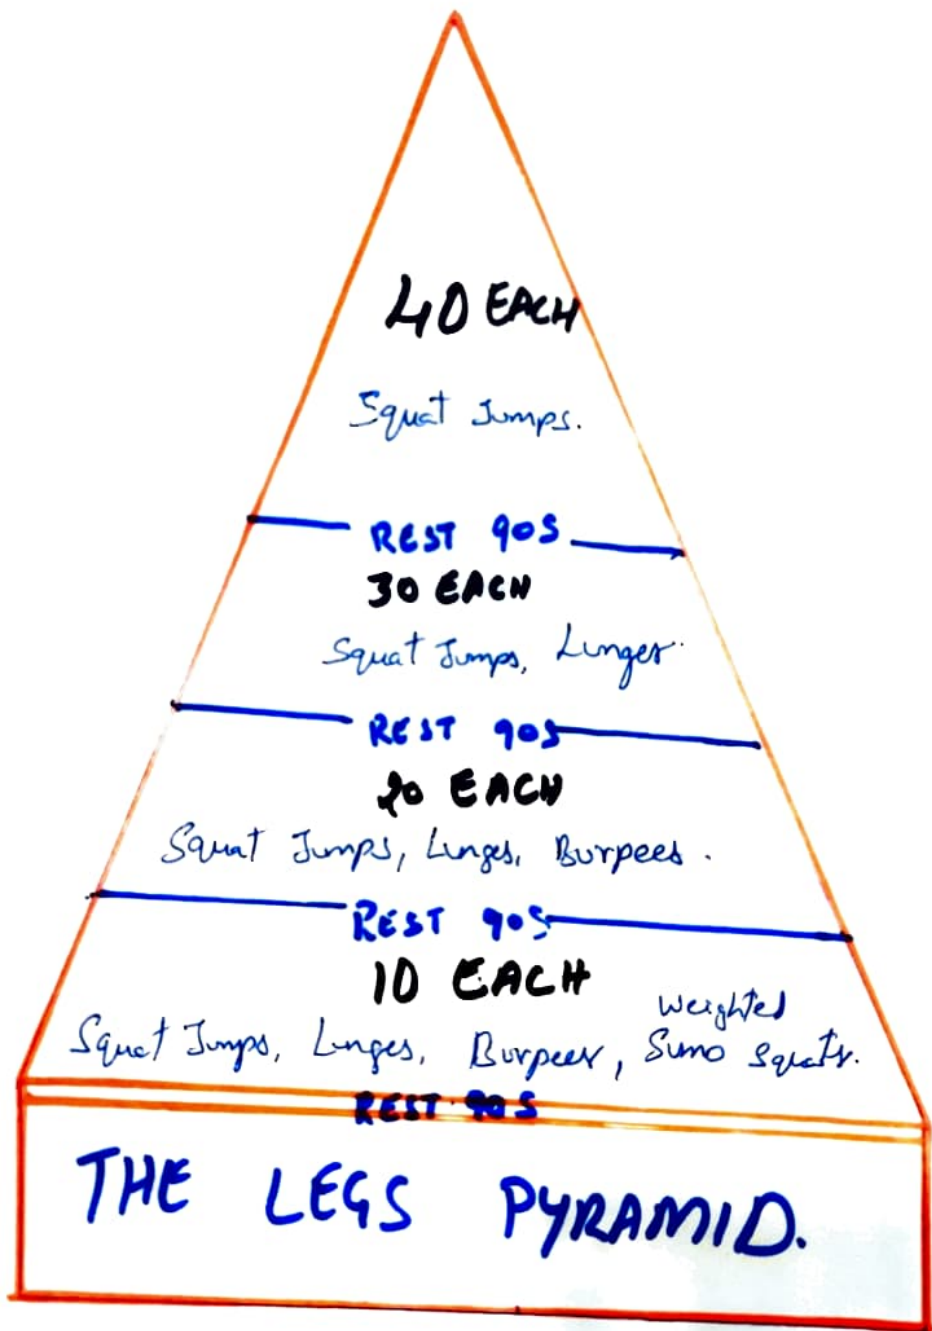 40 EACH
Squat Jumps.
REST 90S
30 EACH
Squat Jumps, Lunges.
REST 90S
20 EACH
Squat Jumps, Lunges, Burpees.
REST 90S
10 EACH
Squat Jumps, Lunges, Burpees, Weighted Sumo Squats.
REST 90S
THE LEGS PYRAMID.